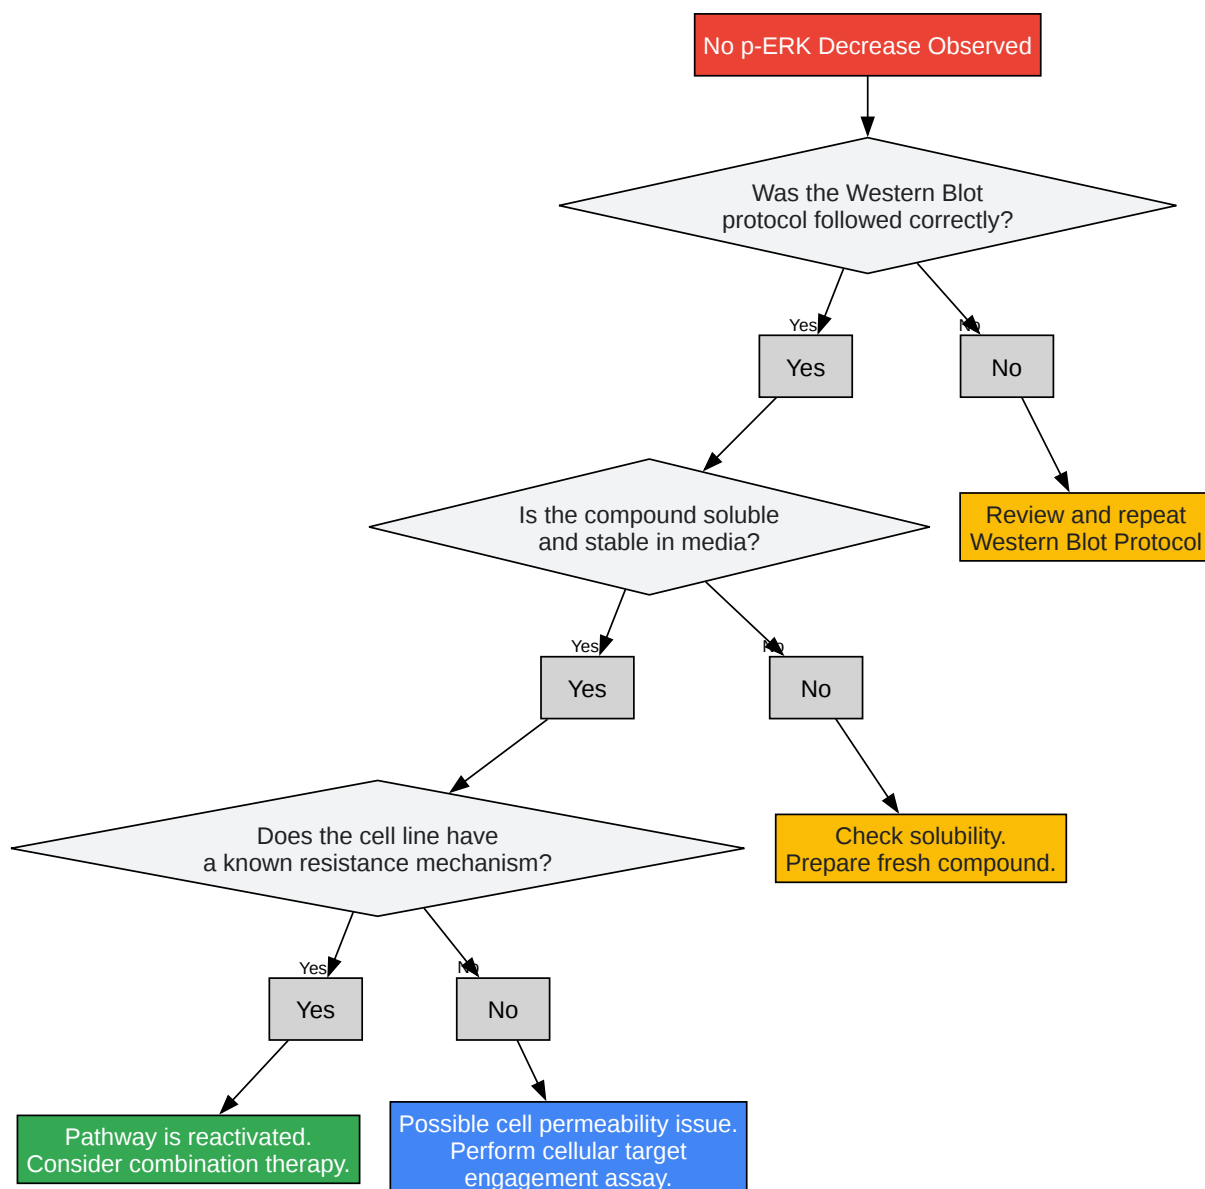 No p-ERK Decrease Observed
Was the Western Blot
protocol followed correctly?
Yes
No
Yes
No
Is the compound soluble
and stable in media?
Review and repeat
Western Blot Protocol
Yes
No
Yes
No
Does the cell line have
a known resistance mechanism?
Check solubility.
Prepare fresh compound.
Yes
No
Yes
No
Pathway is reactivated.
Consider combination therapy.
Possible cell permeability issue.
Perform cellular target
engagement assay.